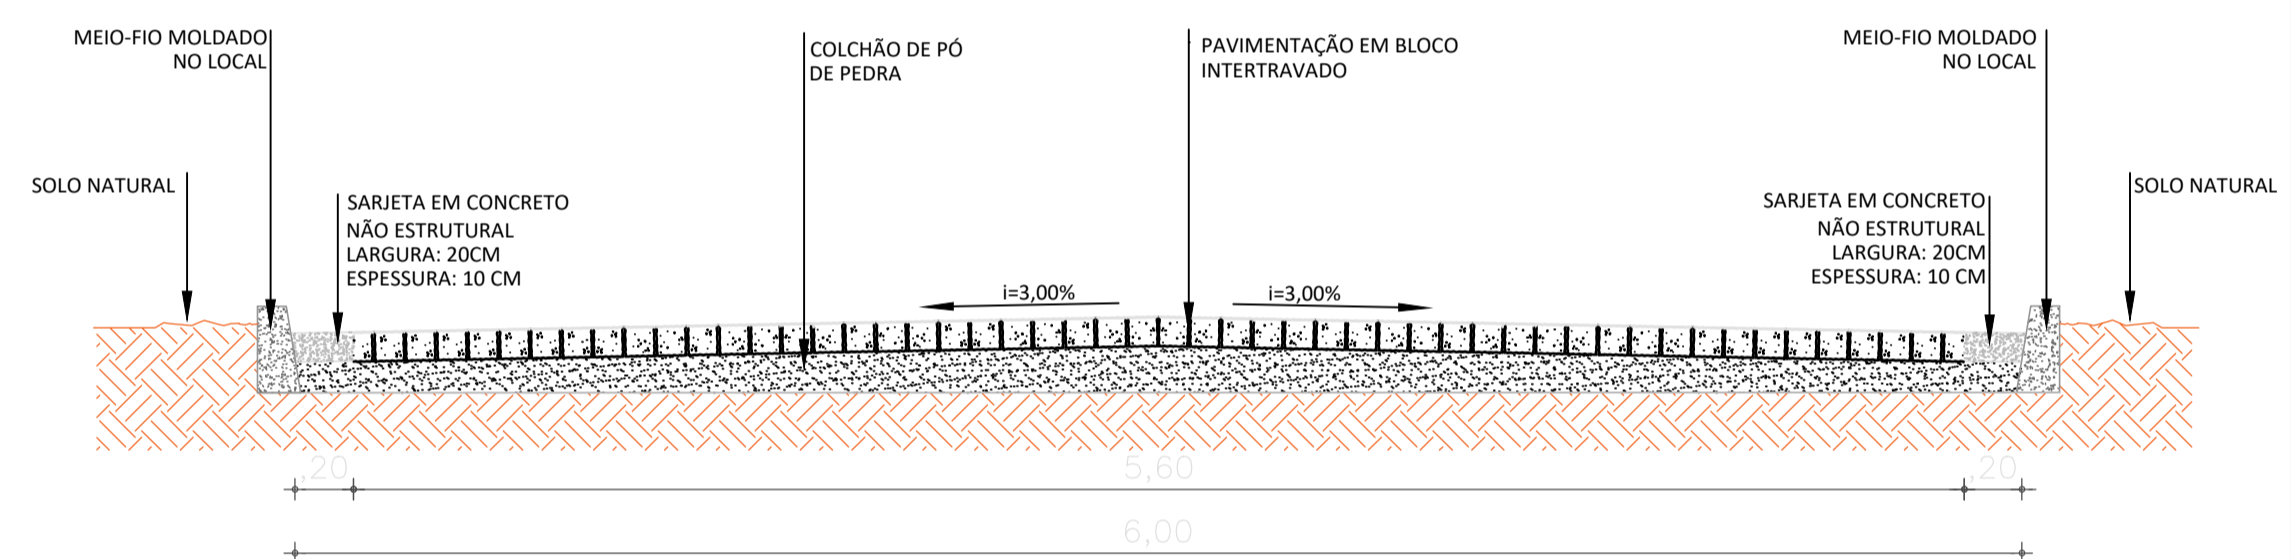 MEIO-FIO MOLDADO
NO LOCAL
COLCHÃO DE PÓ
DE PEDRA
PAVIMENTAÇÃO EM BLOCO
INTERTRAVADO
MEIO-FIO MOLDADO
NO LOCAL
SOLO NATURAL
SARJETA EM CONCRETO
NÃO ESTRUTURAL
LARGURA: 20CM
ESPESSURA: 10 CM
SARJETA EM CONCRETO
NÃO ESTRUTURAL
LARGURA: 20CM
ESPESSURA: 10 CM
SOLO NATURAL
i=3,00%
i=3,00%
,20
5,60
,20
6,00